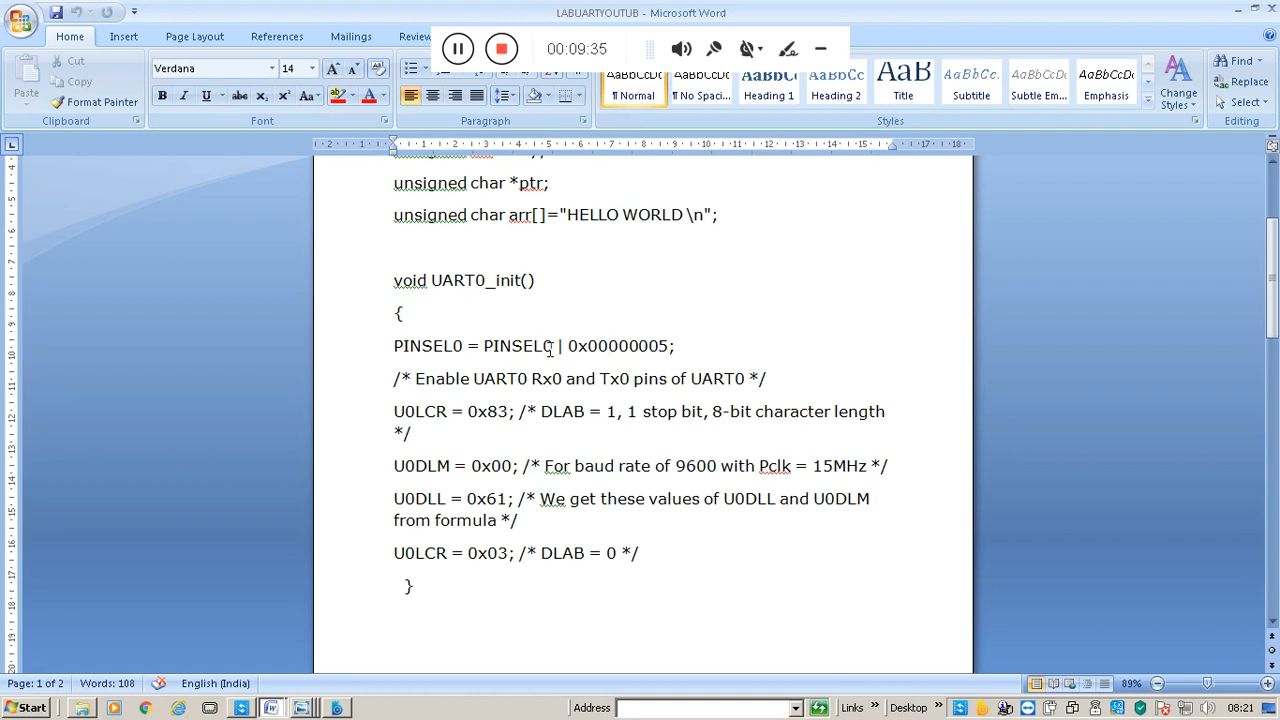 LABUARTYOUTUB - Microsoft Word
Home Insert Page Layout References Mailings Review
00:09:35
Paste
Cut
Copy
Format Painter
Clipboard
Verdana 14
Font
Paragraph
AaBbCcDc AaBbCcDc AaBbCc AaBbCc AaB AaBbCcI AaBbCcDc AaBbCcDc
¶ Normal ¶ No Spaci... Heading 1 Heading 2 Title Subtitle Subtle Em... Emphasis
Change Styles
Styles
Find
Replace
Select
Editing
unsigned char *ptr;
unsigned char arr[]="HELLO WORLD \n";
void UART0_init()
{
PINSEL0 = PINSEL0 | 0x00000005;
/* Enable UART0 Rx0 and Tx0 pins of UART0 */
U0LCR = 0x83; /* DLAB = 1, 1 stop bit, 8-bit character length
*/
U0DLM = 0x00; /* For baud rate of 9600 with Pclk = 15MHz */
U0DLL = 0x61; /* We get these values of U0DLL and U0DLM
from formula */
U0LCR = 0x03; /* DLAB = 0 */
}
Page: 1 of 2 Words: 108 English (India) 89%
Start Address Links Desktop 08:21